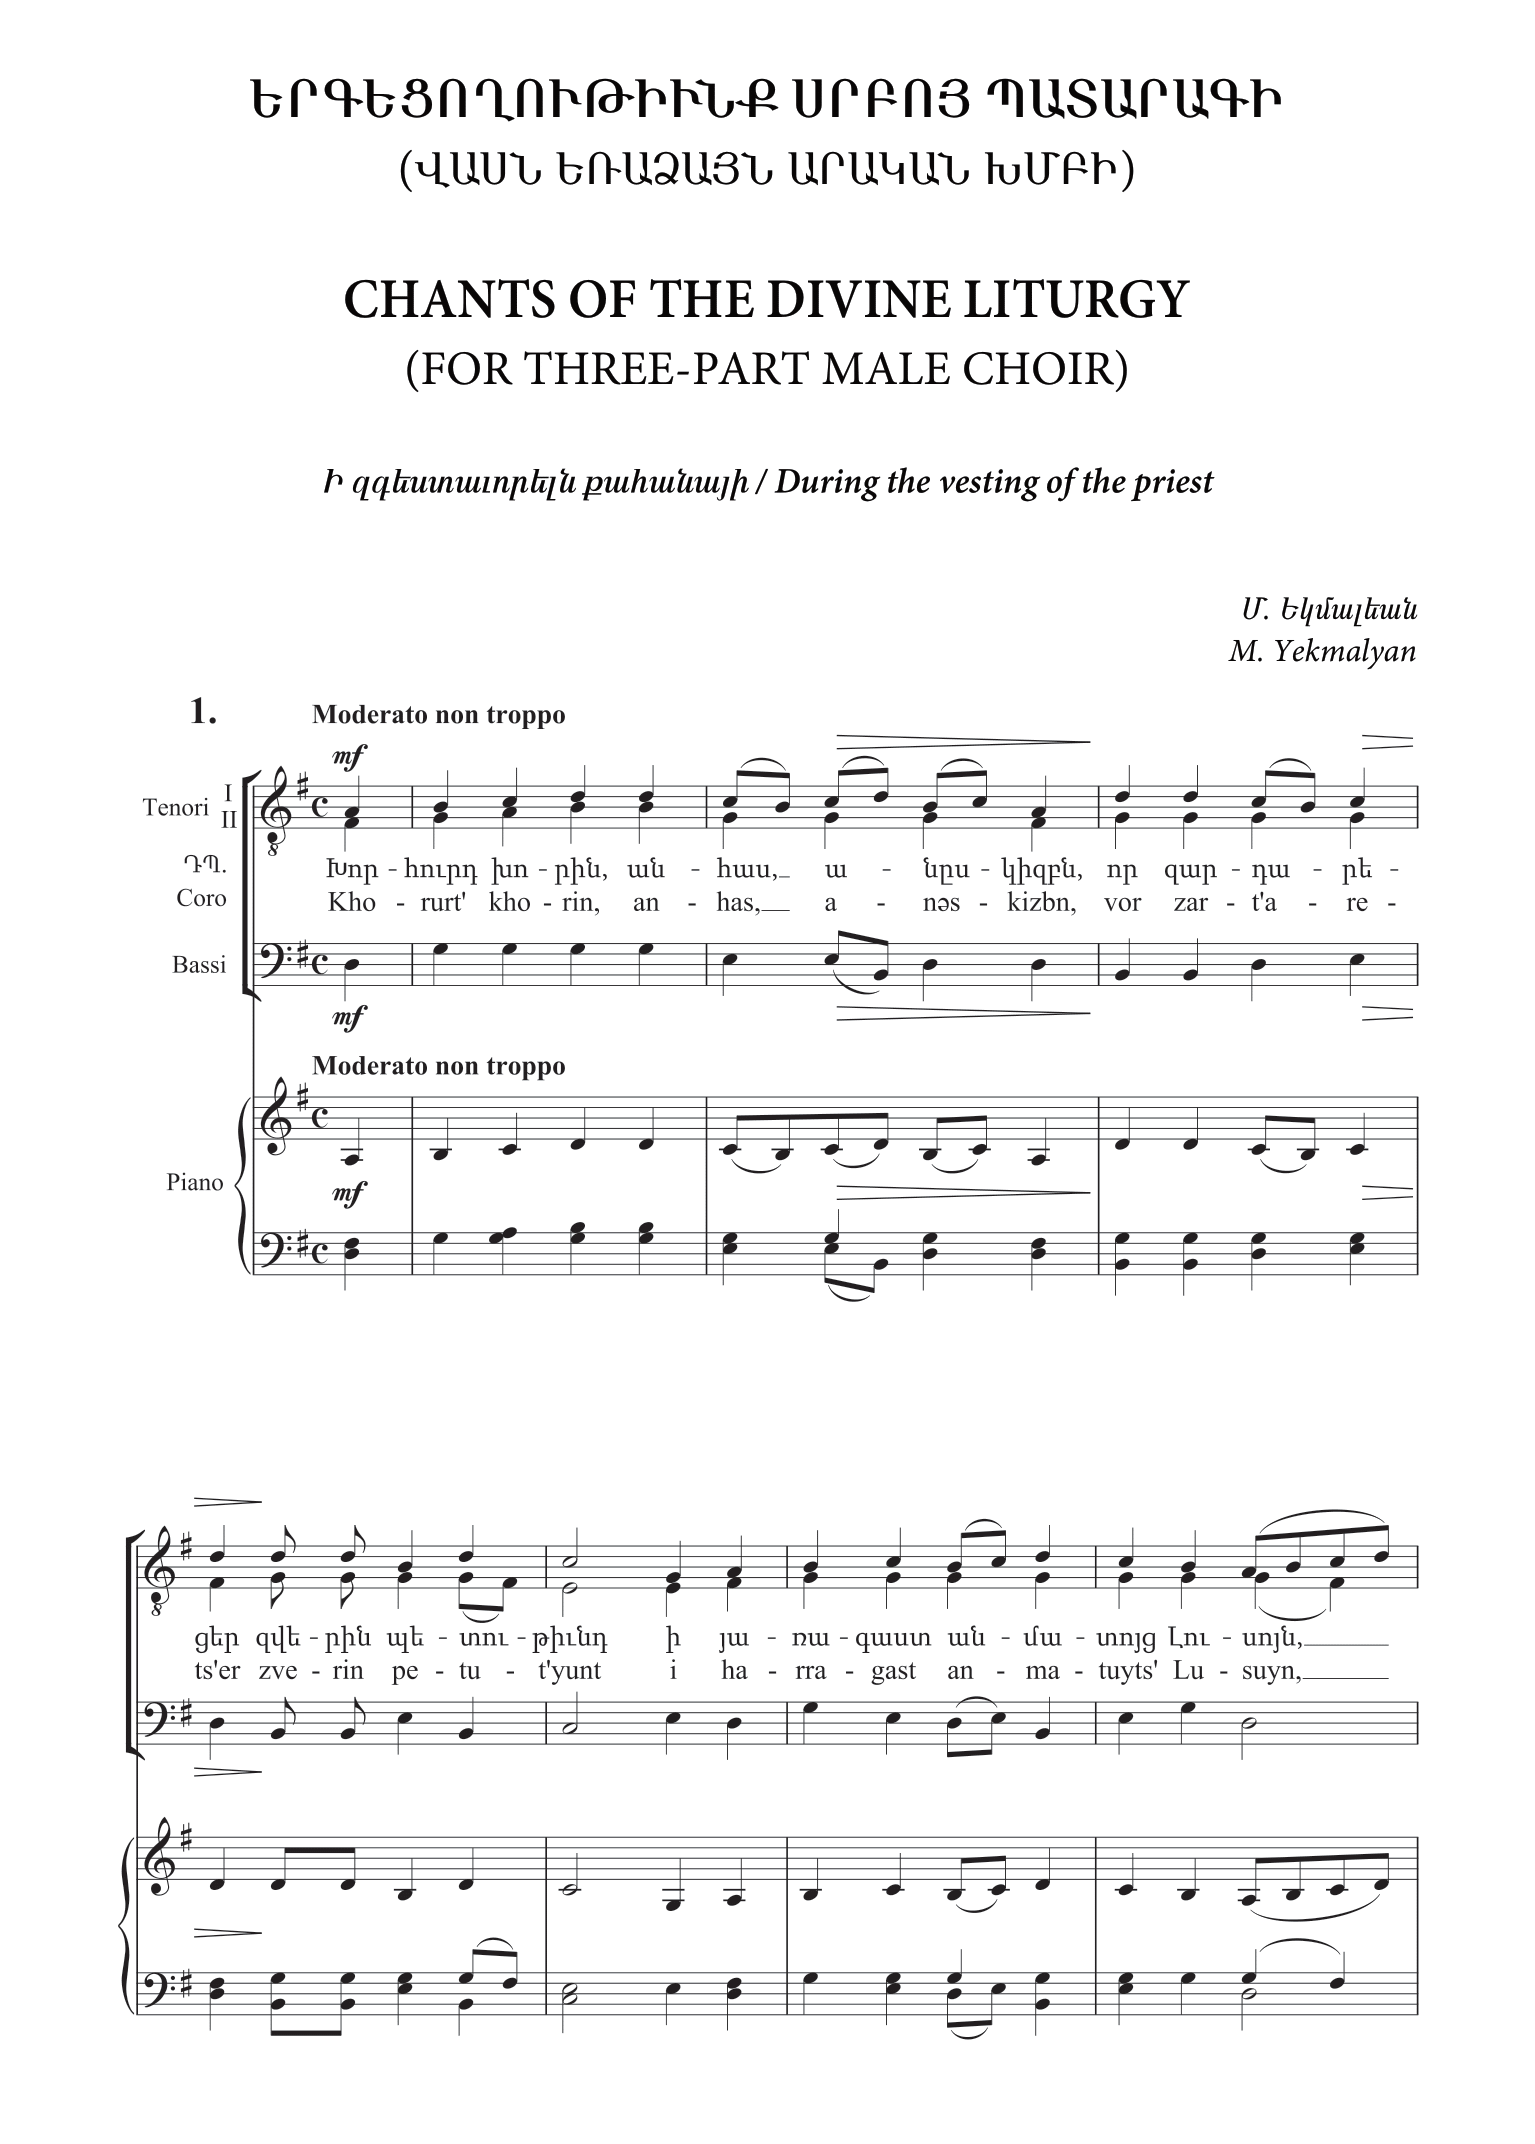 ԵՐԳԵՑՈՂՈՒԹԻՒՆՔ ՍՐԲՈՅ ՊԱՏԱՐԱԳԻ
(ՎԱՍՆ ԵՌԱՁԱՅՆ ԱՐԱԿԱՆ ԽՄԲԻ)
CHANTS OF THE DIVINE LITURGY
(FOR THREE-PART MALE CHOIR)
Ի զգեստաւորելն քահանայի / During the vesting of the priest
Մ. Եկմալեան
M. Yekmalyan
1. Moderato non troppo
mf
Tenori I
II
ԴՊ. Խոր - հուրդ խո - րին, ան - հաս, ա - նըս - կիզբն, որ զար - դա - րե -
Coro Kho - rurt' kho - rin, an - has, a - nəs - kizbn, vor zar - t'a - re -
Bassi
mf
Moderato non troppo
Piano
mf
ցեր զվե - րին պե - տու - թիւնդ ի յա - ռա - գաստ ան - մա - տոյց Լու - սոյն,
ts'er zve - rin pe - tu - t'yunt i ha - rra - gast an - ma - tuyts' Lu - suyn,